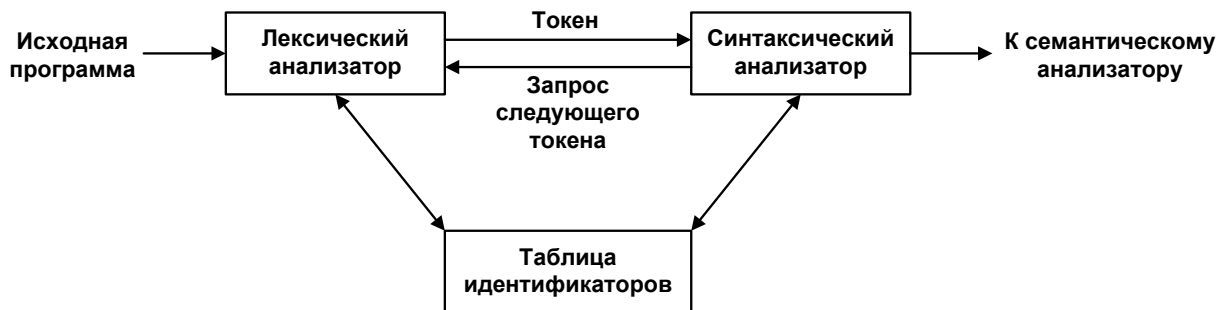 Исходная
программа
Лексический
анализатор
Токен
Запрос
следующего
токена
Синтаксический
анализатор
К семантическому
анализатору
Таблица
идентификаторов